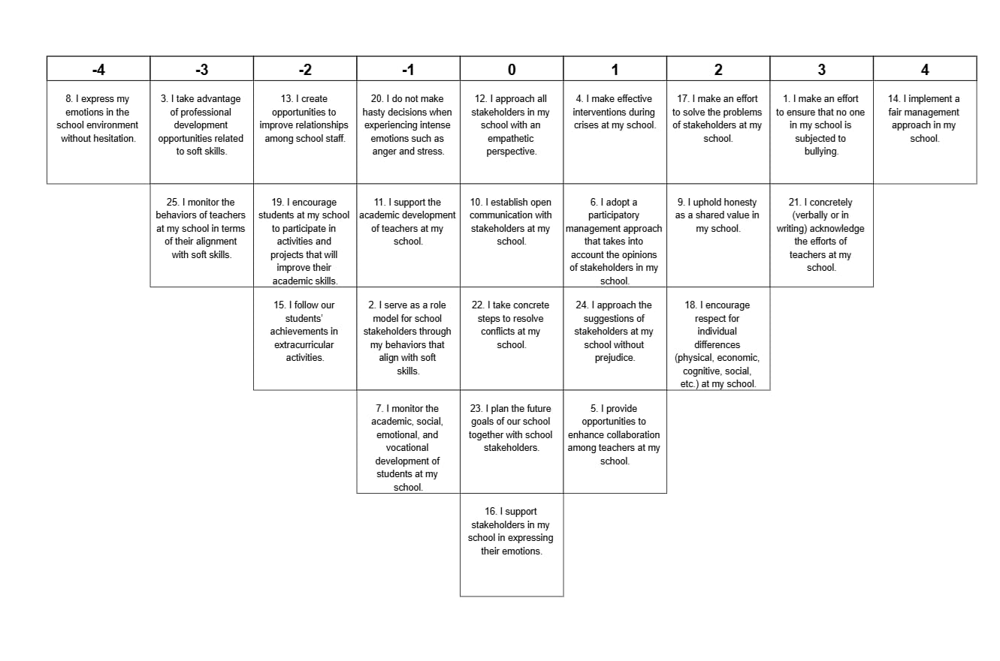 -4
-3
-2
-1
0
1
2
3
4
8. I express my
emotions in the
school environment
without hesitation.
3. I take advantage
of professional
development
opportunities related
to soft skills.
13. I create
opportunities to
improve relationships
among school staff.
20. I do not make
hasty decisions when
experiencing intense
emotions such as
anger and stress.
12. I approach all
stakeholders in my
school with an
empathetic
perspective.
4. I make effective
interventions during
crises at my school.
17. I make an effort
to solve the problems
of stakeholders at my
school.
1. I make an effort
to ensure that no one
in my school is
subjected to
bullying.
14. I implement a
fair management
approach in my
school.
25. I monitor the
behaviors of teachers
at my school in terms
of their alignment
with soft skills.
19. I encourage
students at my school
to participate in
activities and
projects that will
improve their
academic skills.
11. I support the
academic development
of teachers at my
school.
10. I establish open
communication with
stakeholders at my
school.
6. I adopt a
participatory
management approach
that takes into
account the opinions
of stakeholders in my
school.
9. I uphold honesty
as a shared value in
my school.
21. I concretely
(verbally or in
writing) acknowledge
the efforts of
teachers at my
school.
15. I follow our
students’
achievements in
extracurricular
activities.
2. I serve as a role
model for school
stakeholders through
my behaviors that
align with soft
skills.
22. I take concrete
steps to resolve
conflicts at my
school.
24. I approach the
suggestions of
stakeholders at my
school without
prejudice.
18. I encourage
respect for
individual
differences
(physical, economic,
cognitive, social,
etc.) at my school.
7. I monitor the
academic, social,
emotional, and
vocational
development of
students at my
school.
23. I plan the future
goals of our school
together with school
stakeholders.
5. I provide
opportunities to
enhance collaboration
among teachers at my
school.
16. I support
stakeholders in my
school in expressing
their emotions.